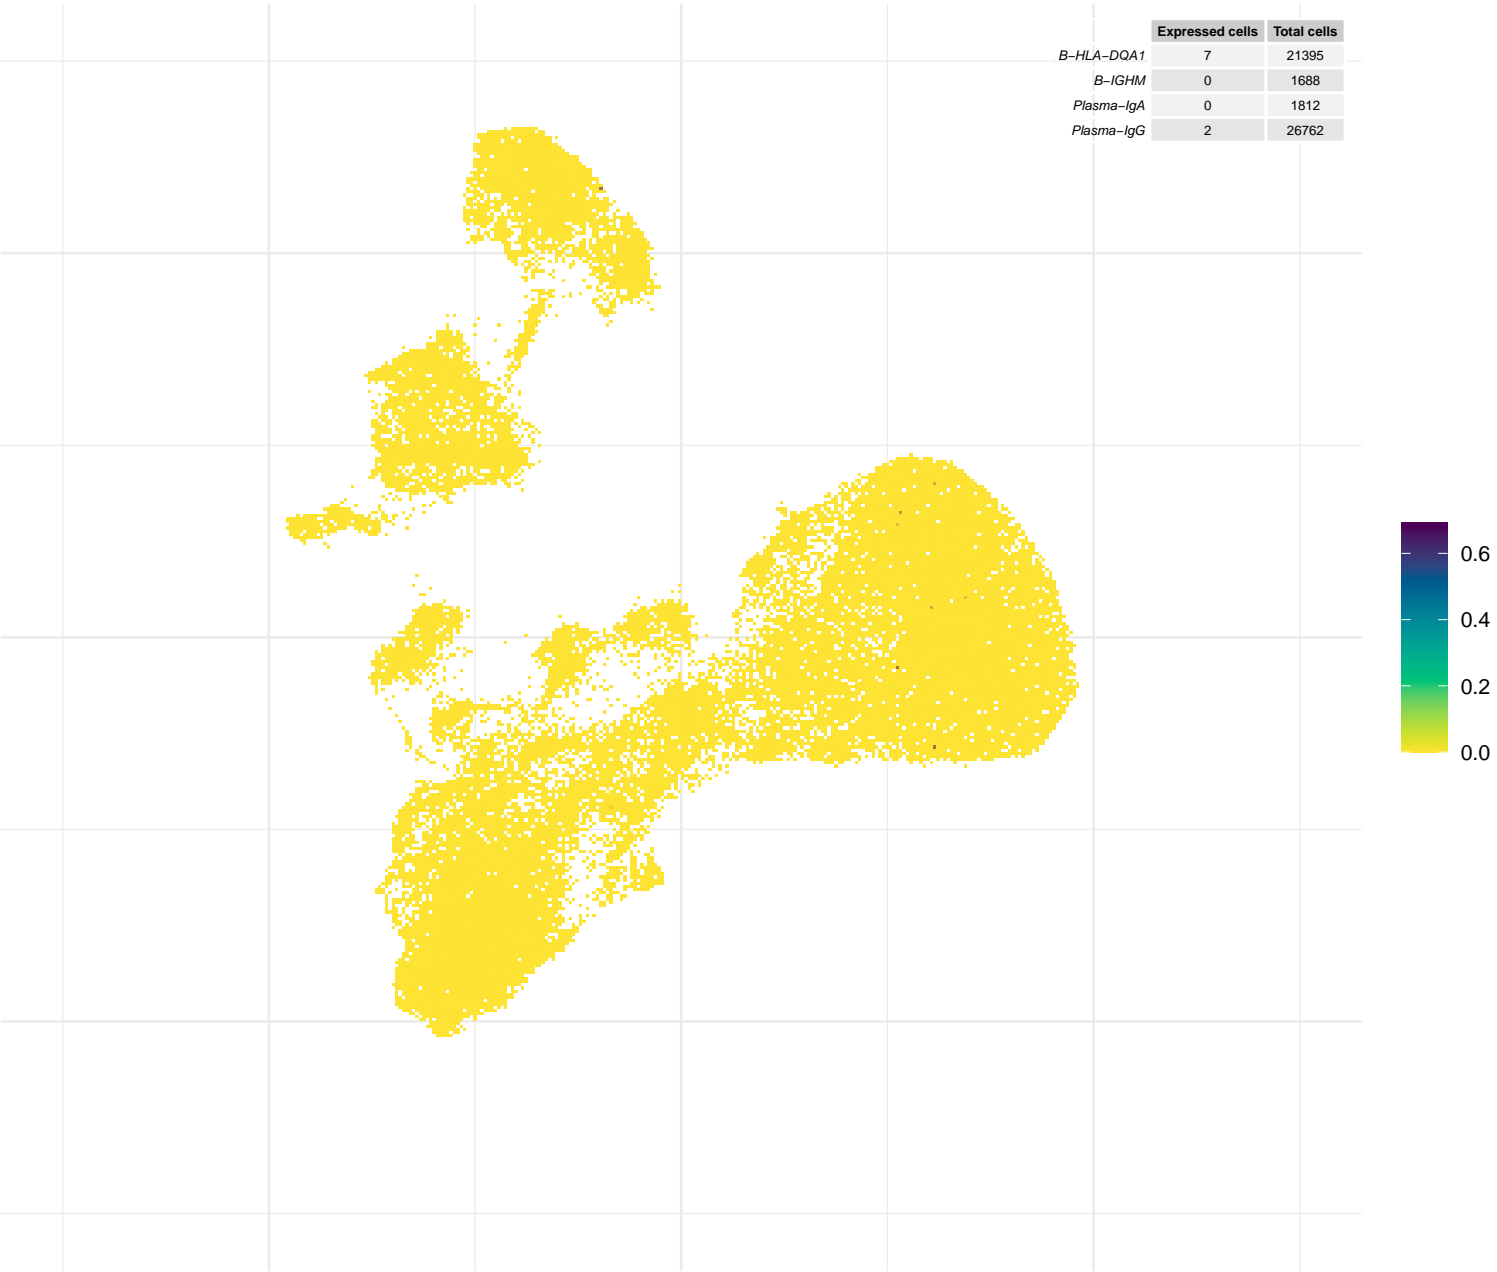 Expressed cells Total cells
B−HLA−DQA1 7 21395
B−IGHM 0 1688
Plasma−IgA 0 1812
Plasma−IgG 2 26762
0.6
0.4
0.2
0.0